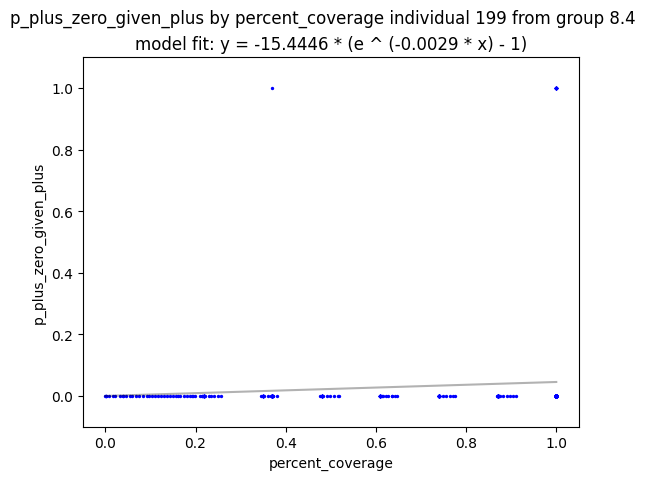 p_plus_zero_given_plus by percent_coverage individual 199 from group 8.4
model fit: y = -15.4446 * (e ^ (-0.0029 * x) - 1)
1.0
0.8
0.6
0.4
0.2
0.0
p_plus_zero_given_plus
0.0 0.2 0.4 0.6 0.8 1.0
percent_coverage